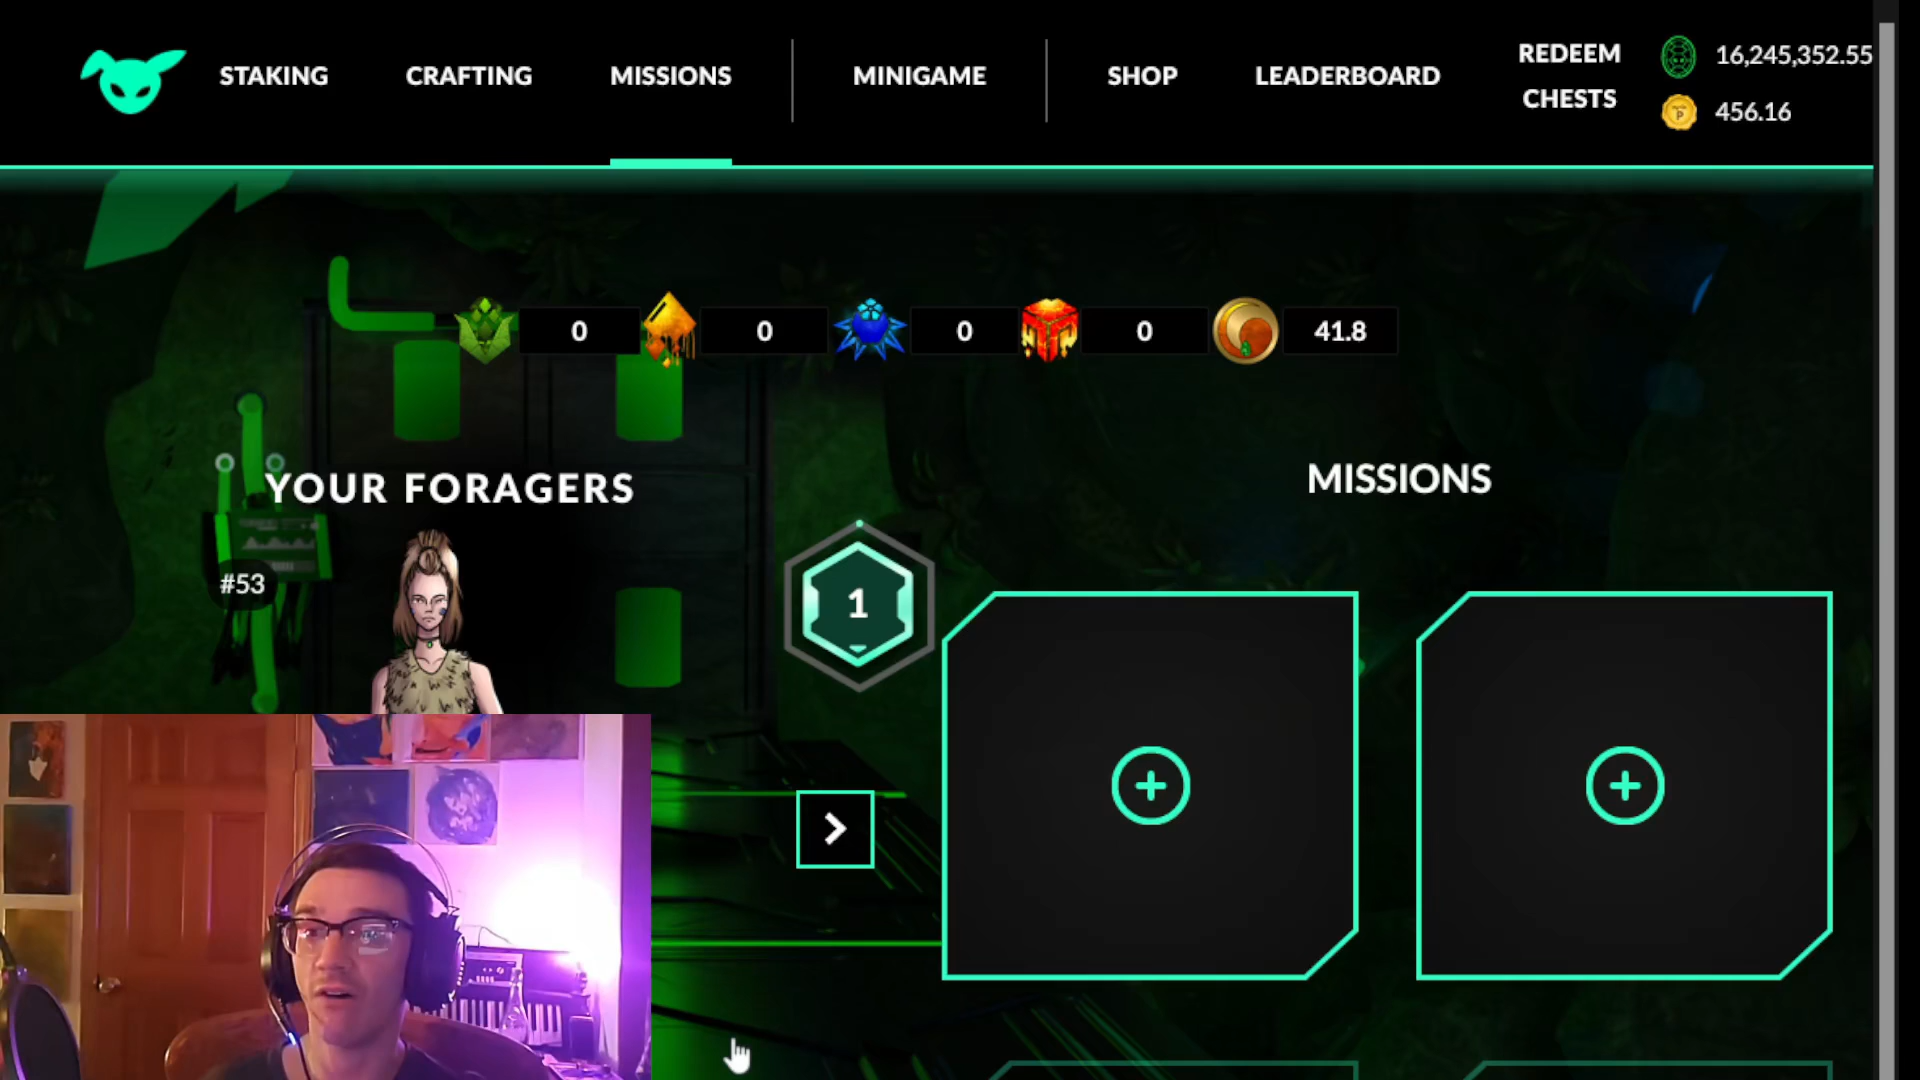 STAKING
CRAFTING
MISSIONS
MINIGAME
SHOP
LEADERBOARD
REDEEM
CHESTS
16,245,352.55
456.16
0
0
0
0
41.8
YOUR FORAGERS
MISSIONS
#53
1